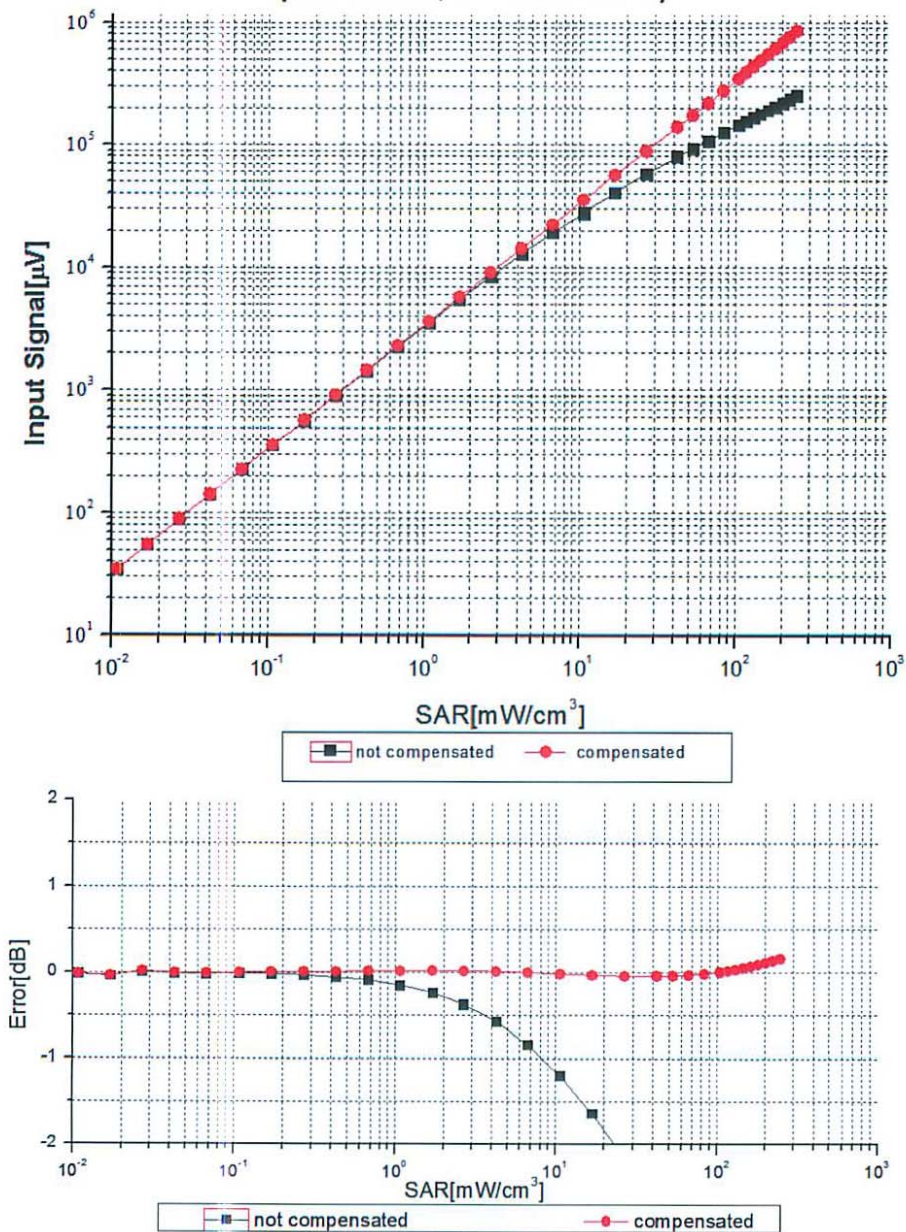 10⁶
10⁵
10⁴
10³
10²
10¹
Input Signal[µV]
10⁻² 10⁻¹ 10⁰ 10¹ 10² 10³
SAR[mW/cm³]
not compensated compensated
2
1
0
-1
-2
Error[dB]
10⁻² 10⁻¹ 10⁰ 10¹ 10² 10³
SAR[mW/cm³]
not compensated compensated